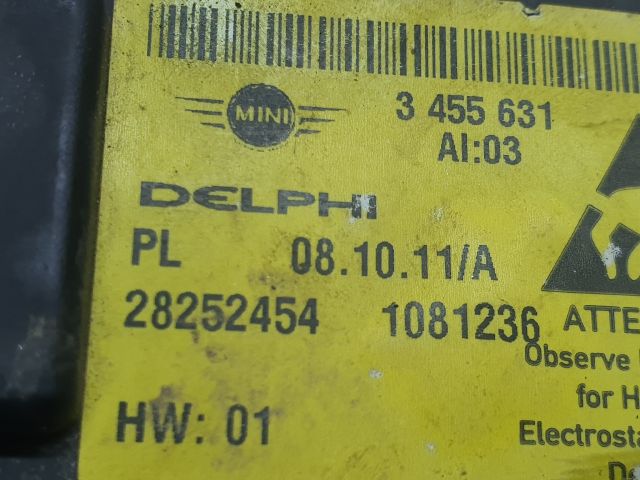 MINI
3 455 631
AI:03
DELPHI
PL 08.10.11/A
28252454 1081236
HW: 01
ATTE
Observe
for H
Electrosta
De